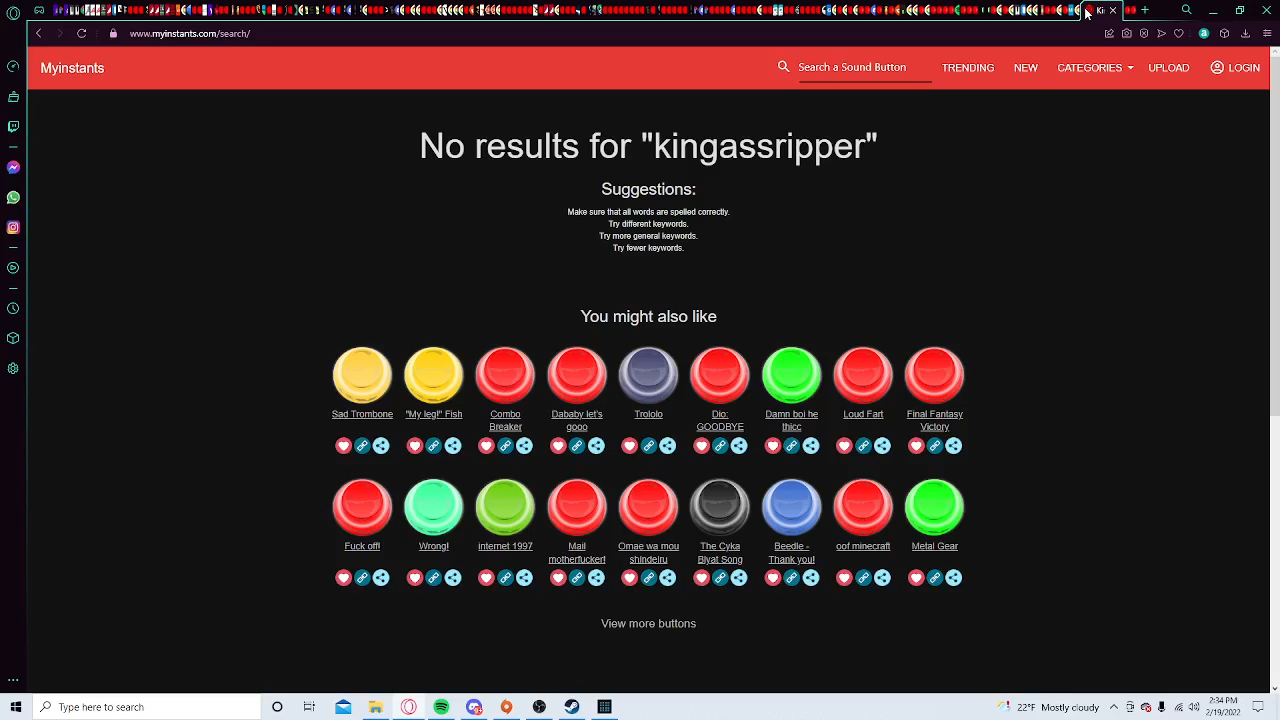 Ki
www.myinstants.com/search/
Myinstants
Search a Sound Button
TRENDING
NEW
CATEGORIES
UPLOAD
LOGIN
No results for "kingassripper"
Suggestions:
Make sure that all words are spelled correctly.
Try different keywords.
Try more general keywords.
Try fewer keywords.
You might also like
Sad Trombone
"My leg!" Fish
Combo
Breaker
Dababy let's
gooo
Trololo
Dio:
GOODBYE
Damn boi he
thicc
Loud Fart
Final Fantasy
Victory
Fuck off!
Wrong!
internet 1997
Mail
motherfucker!
Omae wa mou
shindeiru
The Cyka
Blyat Song
Beedle -
Thank you!
oof minecraft
Metal Gear
View more buttons
Type here to search
22°F Mostly cloudy
2:34 PM
2/19/2022